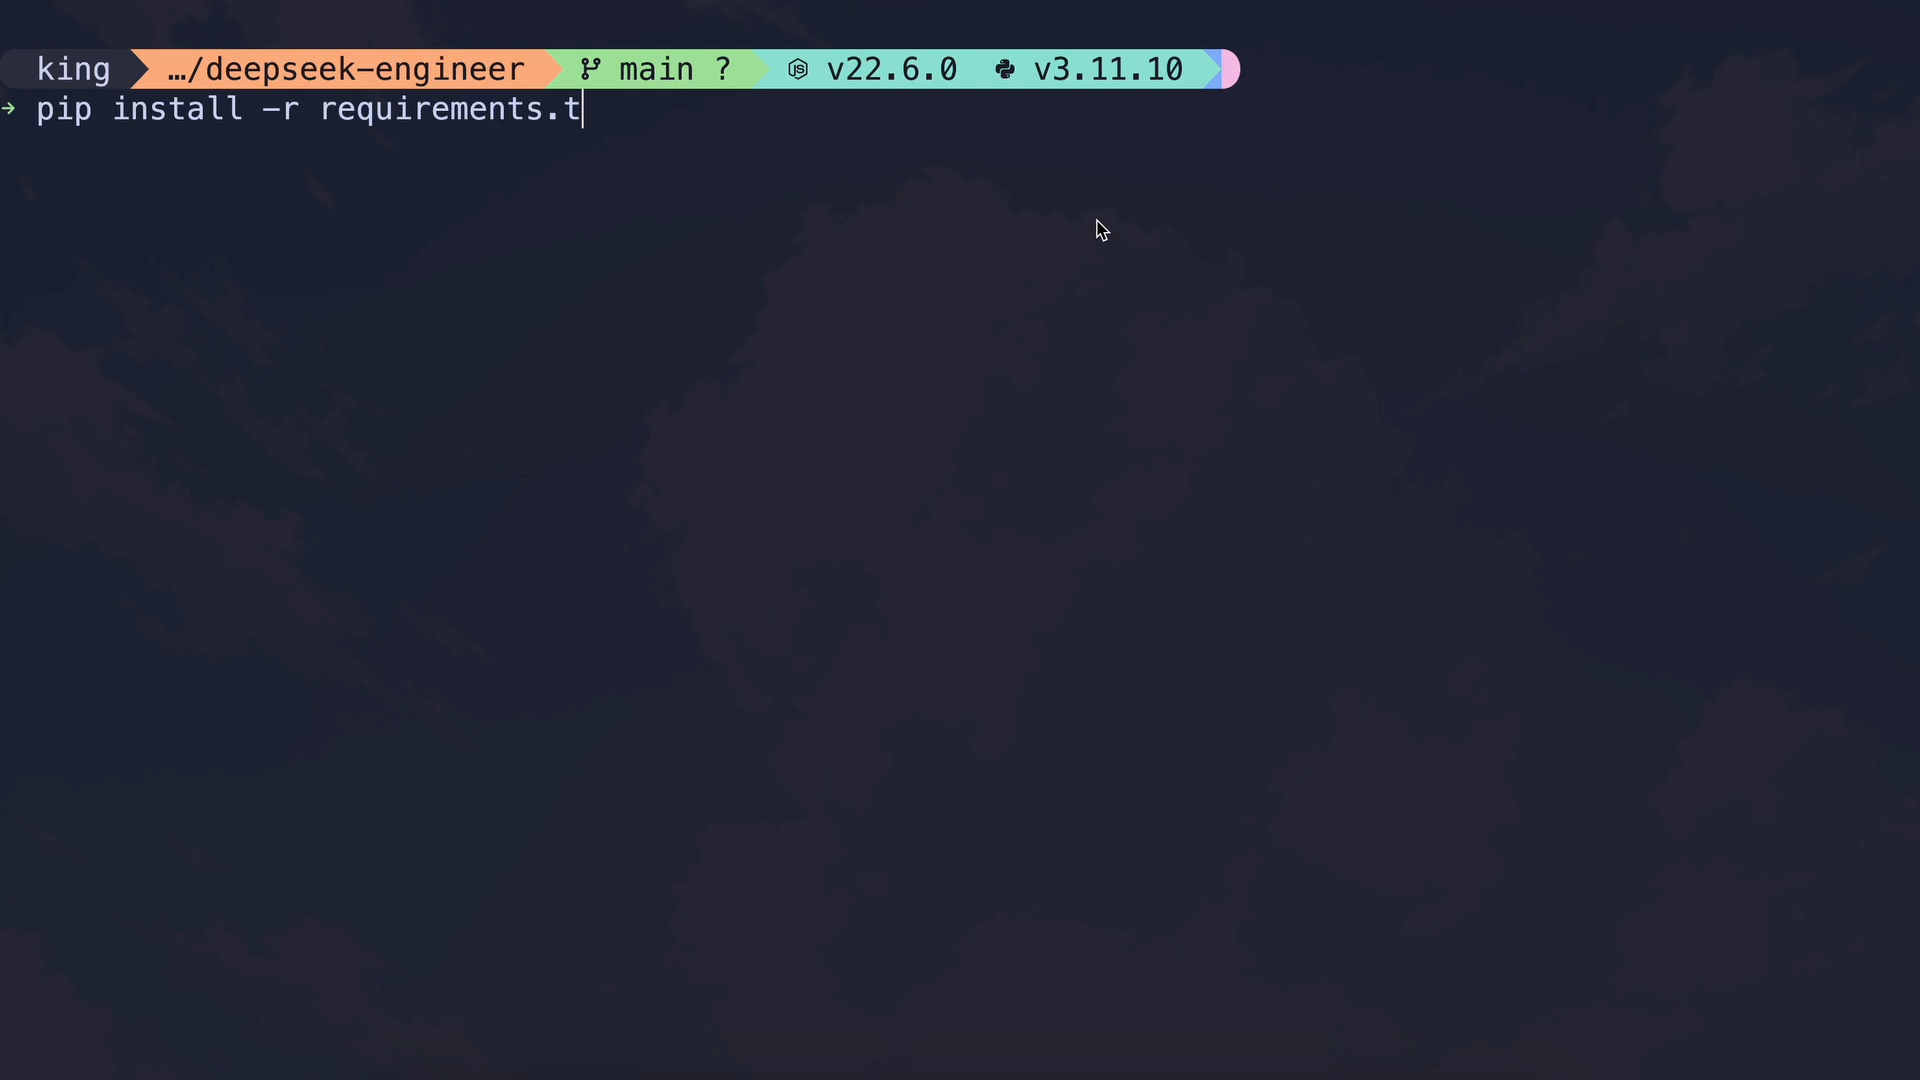 king …/deepseek-engineer main ? v22.6.0 v3.11.10
→ pip install -r requirements.t